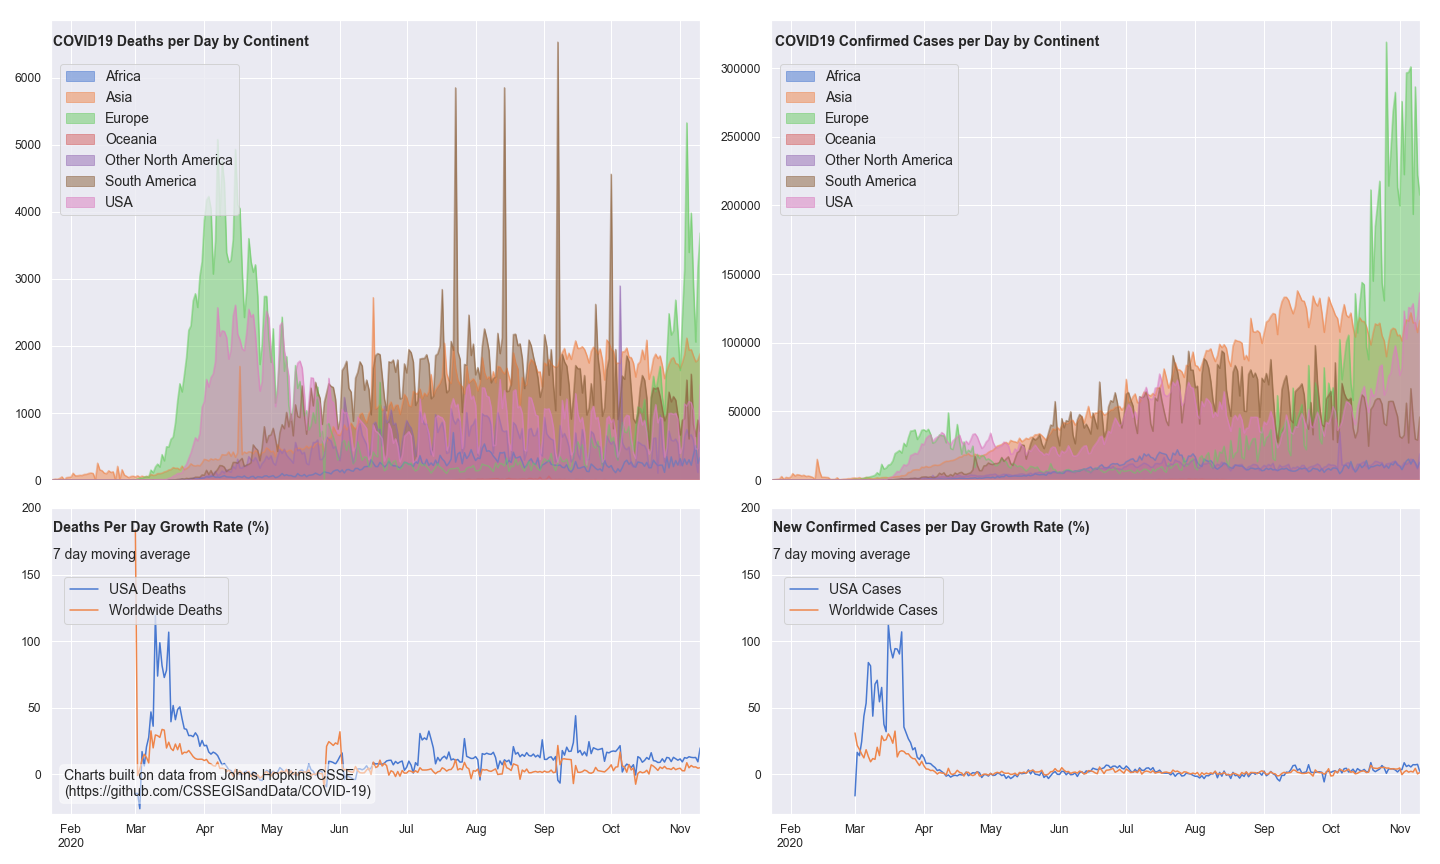 COVID19 Deaths per Day by Continent
Africa
Asia
Europe
Oceania
Other North America
South America
USA
6000
5000
4000
3000
2000
1000
0
COVID19 Confirmed Cases per Day by Continent
Africa
Asia
Europe
Oceania
Other North America
South America
USA
300000
250000
200000
150000
100000
50000
0
Deaths Per Day Growth Rate (%)
7 day moving average
USA Deaths
Worldwide Deaths
200
150
100
50
0
Charts built on data from Johns Hopkins CSSE
(https://github.com/CSSEGISandData/COVID-19)
Feb Mar Apr May Jun Jul Aug Sep Oct Nov
2020
New Confirmed Cases per Day Growth Rate (%)
7 day moving average
USA Cases
Worldwide Cases
200
150
100
50
0
Feb Mar Apr May Jun Jul Aug Sep Oct Nov
2020